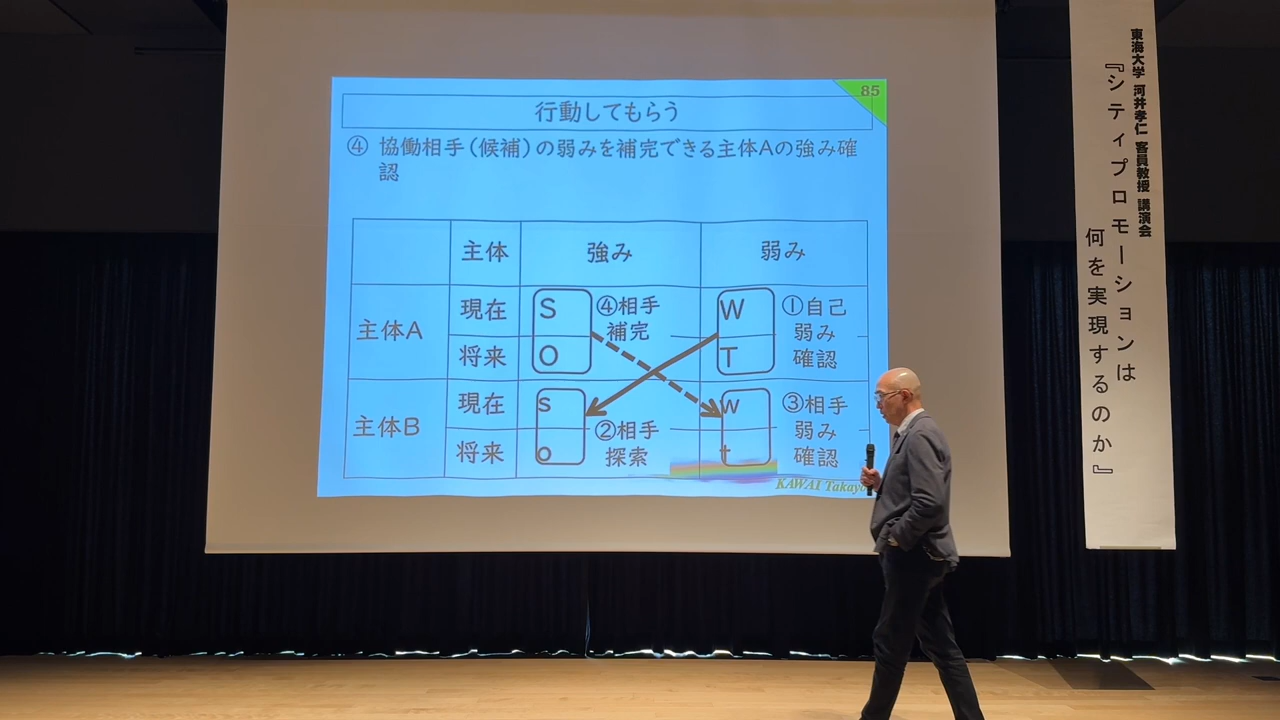 85
行動してもらう
④ 協働相手(候補)の弱みを補完できる主体Aの強み確
認
主体 強み 弱み
主体A
現在 S ④相手 W ①自己
補完 弱み
将来 O T 確認
主体B
現在 s w ③相手
②相手 弱み
将来 o 探索 t 確認
KAWAI Takayo
東海大学 河井孝仁 客員教授 講演会
『シティプロモーションは
何を実現するのか』